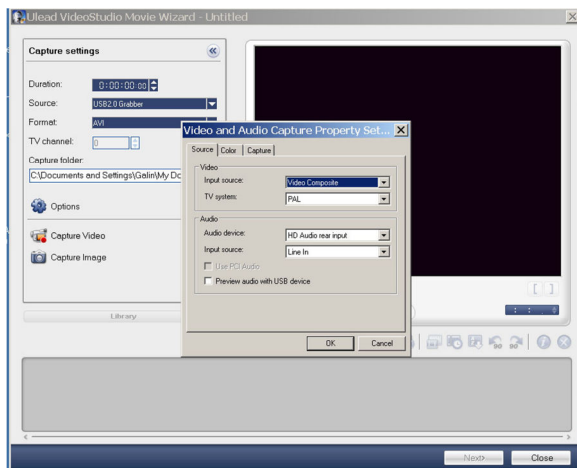 Ulead VideoStudio Movie Wizard - Untitled
Capture settings
Duration: 0:00:00:00
Source: USB2.0 Grabber
Format: AVI
TV channel: 0
Capture folder:
C:\Documents and Settings\Galin\My Do
Options
Capture Video
Capture Image
Library
Video and Audio Capture Property Set...
Source Color Capture
Video
Input source: Video Composite
TV system: PAL
Audio
Audio device: HD Audio rear input
Input source: Line In
Use PCI Audio
Preview audio with USB device
OK Cancel
[ ]
Next> Close